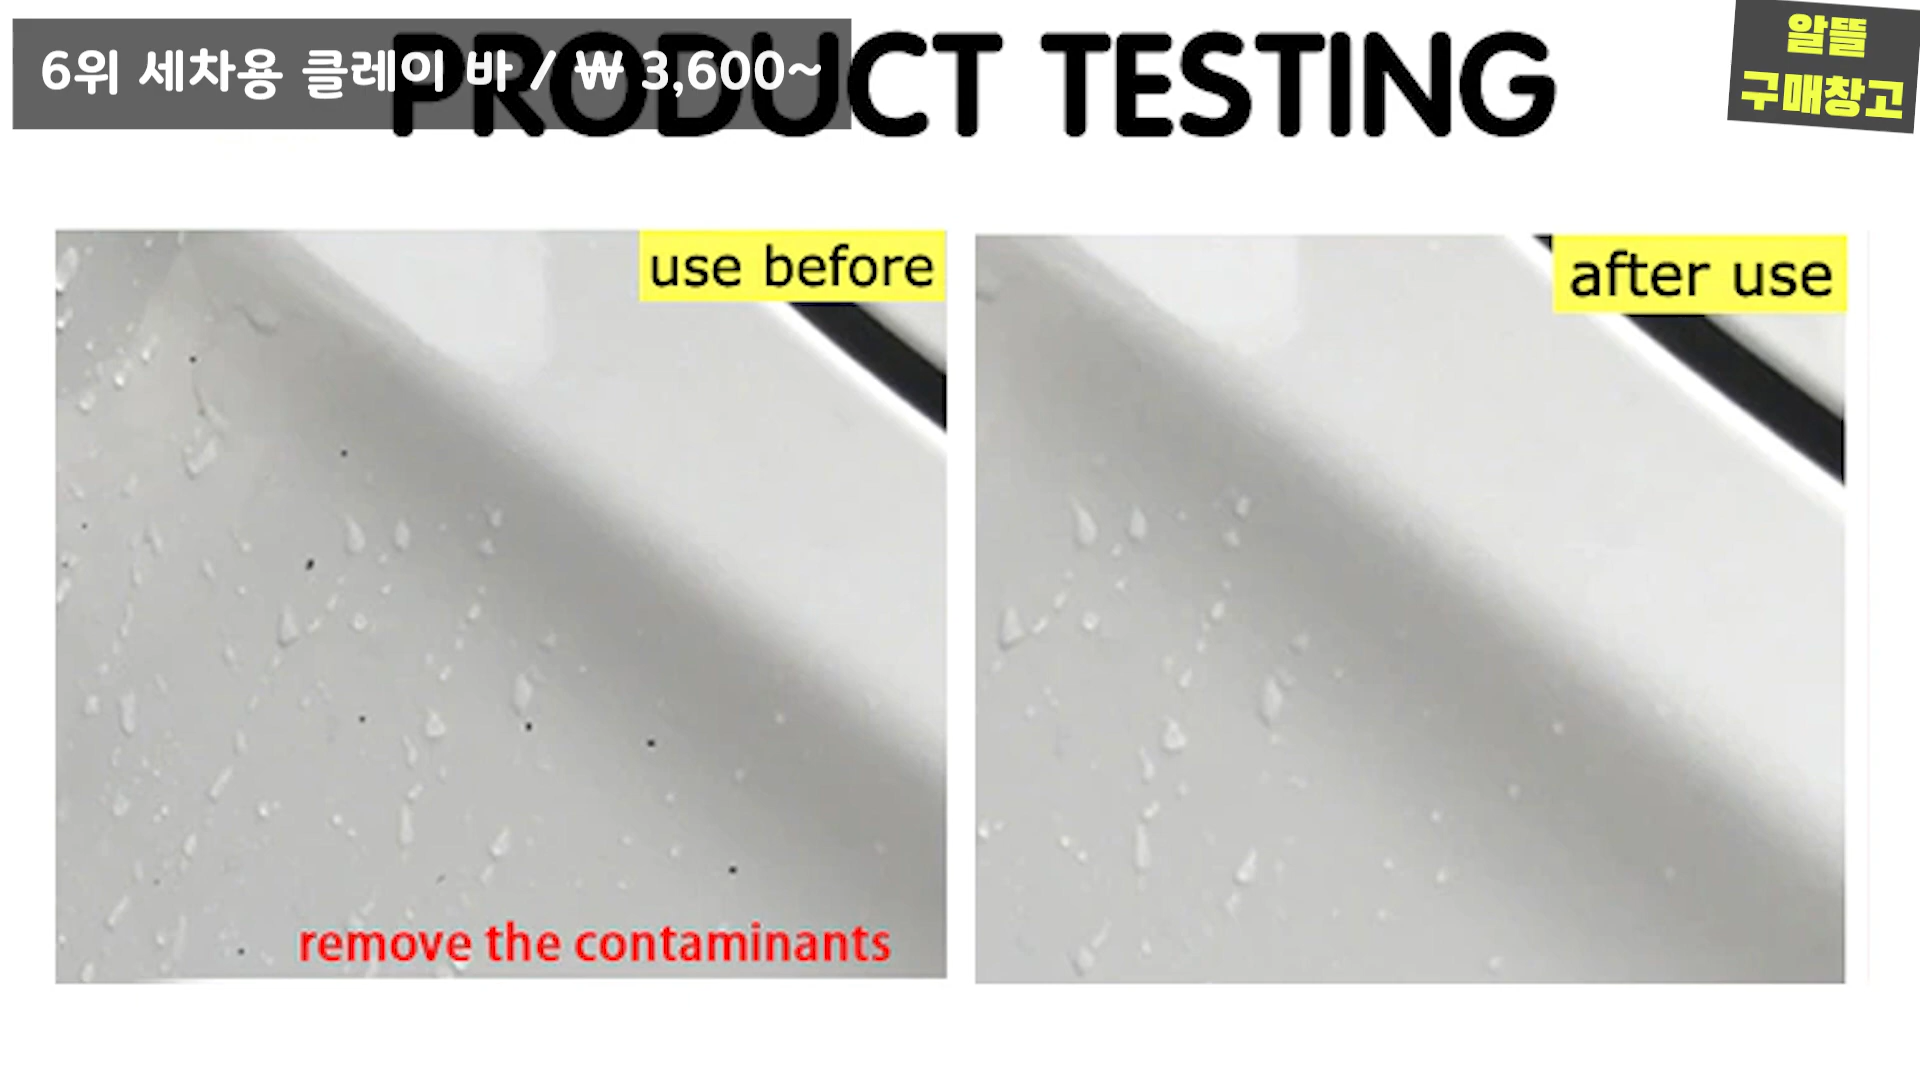 6위 세차용 클레이 바 / ₩ 3,600~
PRODUCT TESTING
알뜰
구매창고
use before
after use
remove the contaminants